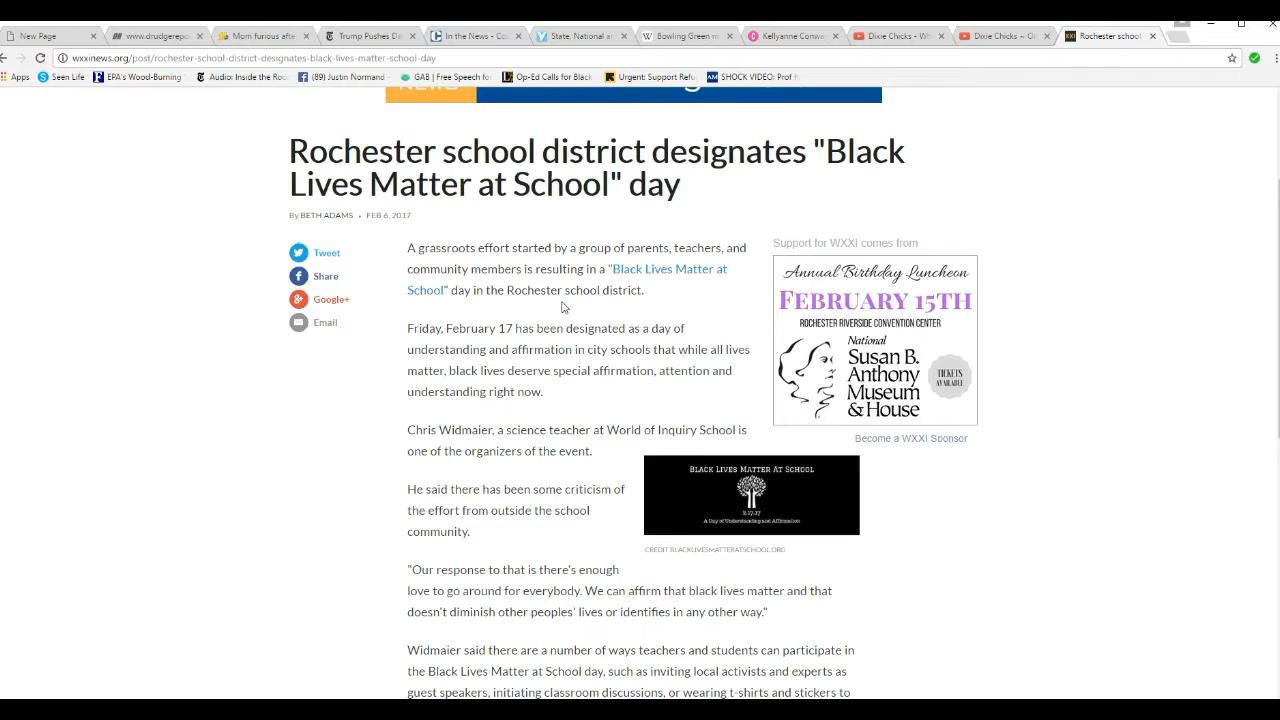 New Page
www.drudgerepo
Mom furious after
Trump Pushes Da
In the News - Co
State, National an
Bowling Green m
Kellyanne Conwa
Dixie Chicks - Wh
Dixie Chicks ~ G
Rochester school
wxxinews.org/post/rochester-school-district-designates-black-lives-matter-school-day
Apps
Seen Life
EPA's Wood-Burning
Audio: Inside the Roc
(89) Justin Normand
GAB | Free Speech for
Op-Ed Calls for Black
Urgent: Support Refu
SHOCK VIDEO: Prof H
Rochester school district designates "Black
Lives Matter at School" day
By BETH ADAMS • FEB 6, 2017
Tweet
Share
Google+
Email
A grassroots effort started by a group of parents, teachers, and
community members is resulting in a "Black Lives Matter at
School" day in the Rochester school district.
Friday, February 17 has been designated as a day of
understanding and affirmation in city schools that while all lives
matter, black lives deserve special affirmation, attention and
understanding right now.
Chris Widmaier, a science teacher at World of Inquiry School is
one of the organizers of the event.
He said there has been some criticism of
the effort from outside the school
community.
"Our response to that is there's enough
love to go around for everybody. We can affirm that black lives matter and that
doesn't diminish other peoples' lives or identifies in any other way."
Widmaier said there are a number of ways teachers and students can participate in
the Black Lives Matter at School day, such as inviting local activists and experts as
guest speakers, initiating classroom discussions, or wearing t-shirts and stickers to
Support for WXXI comes from
Annual Birthday Luncheon
FEBRUARY 15TH
ROCHESTER RIVERSIDE CONVENTION CENTER
National
Susan B.
Anthony
Museum
& House
TICKETS
AVAILABLE
Become a WXXI Sponsor
BLACK LIVES MATTER AT SCHOOL
2.17.17
A Day of Understanding and Affirmation
CREDIT BLACKLIVESMATTERATSCHOOL.ORG